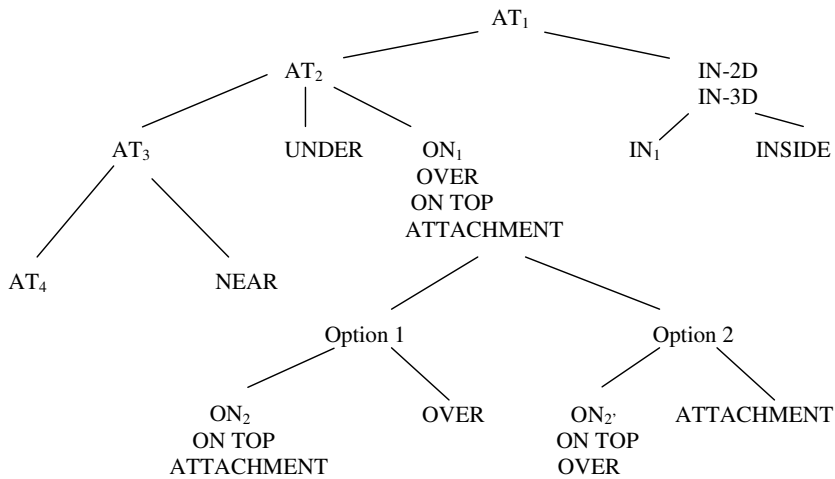 AT₁
AT₂ IN-2D
IN-3D
AT₃ UNDER ON₁ IN₁ INSIDE
OVER
ON TOP
ATTACHMENT
AT₄ NEAR
Option 1 Option 2
ON₂ OVER ON₂’ ATTACHMENT
ON TOP ON TOP
ATTACHMENT OVER